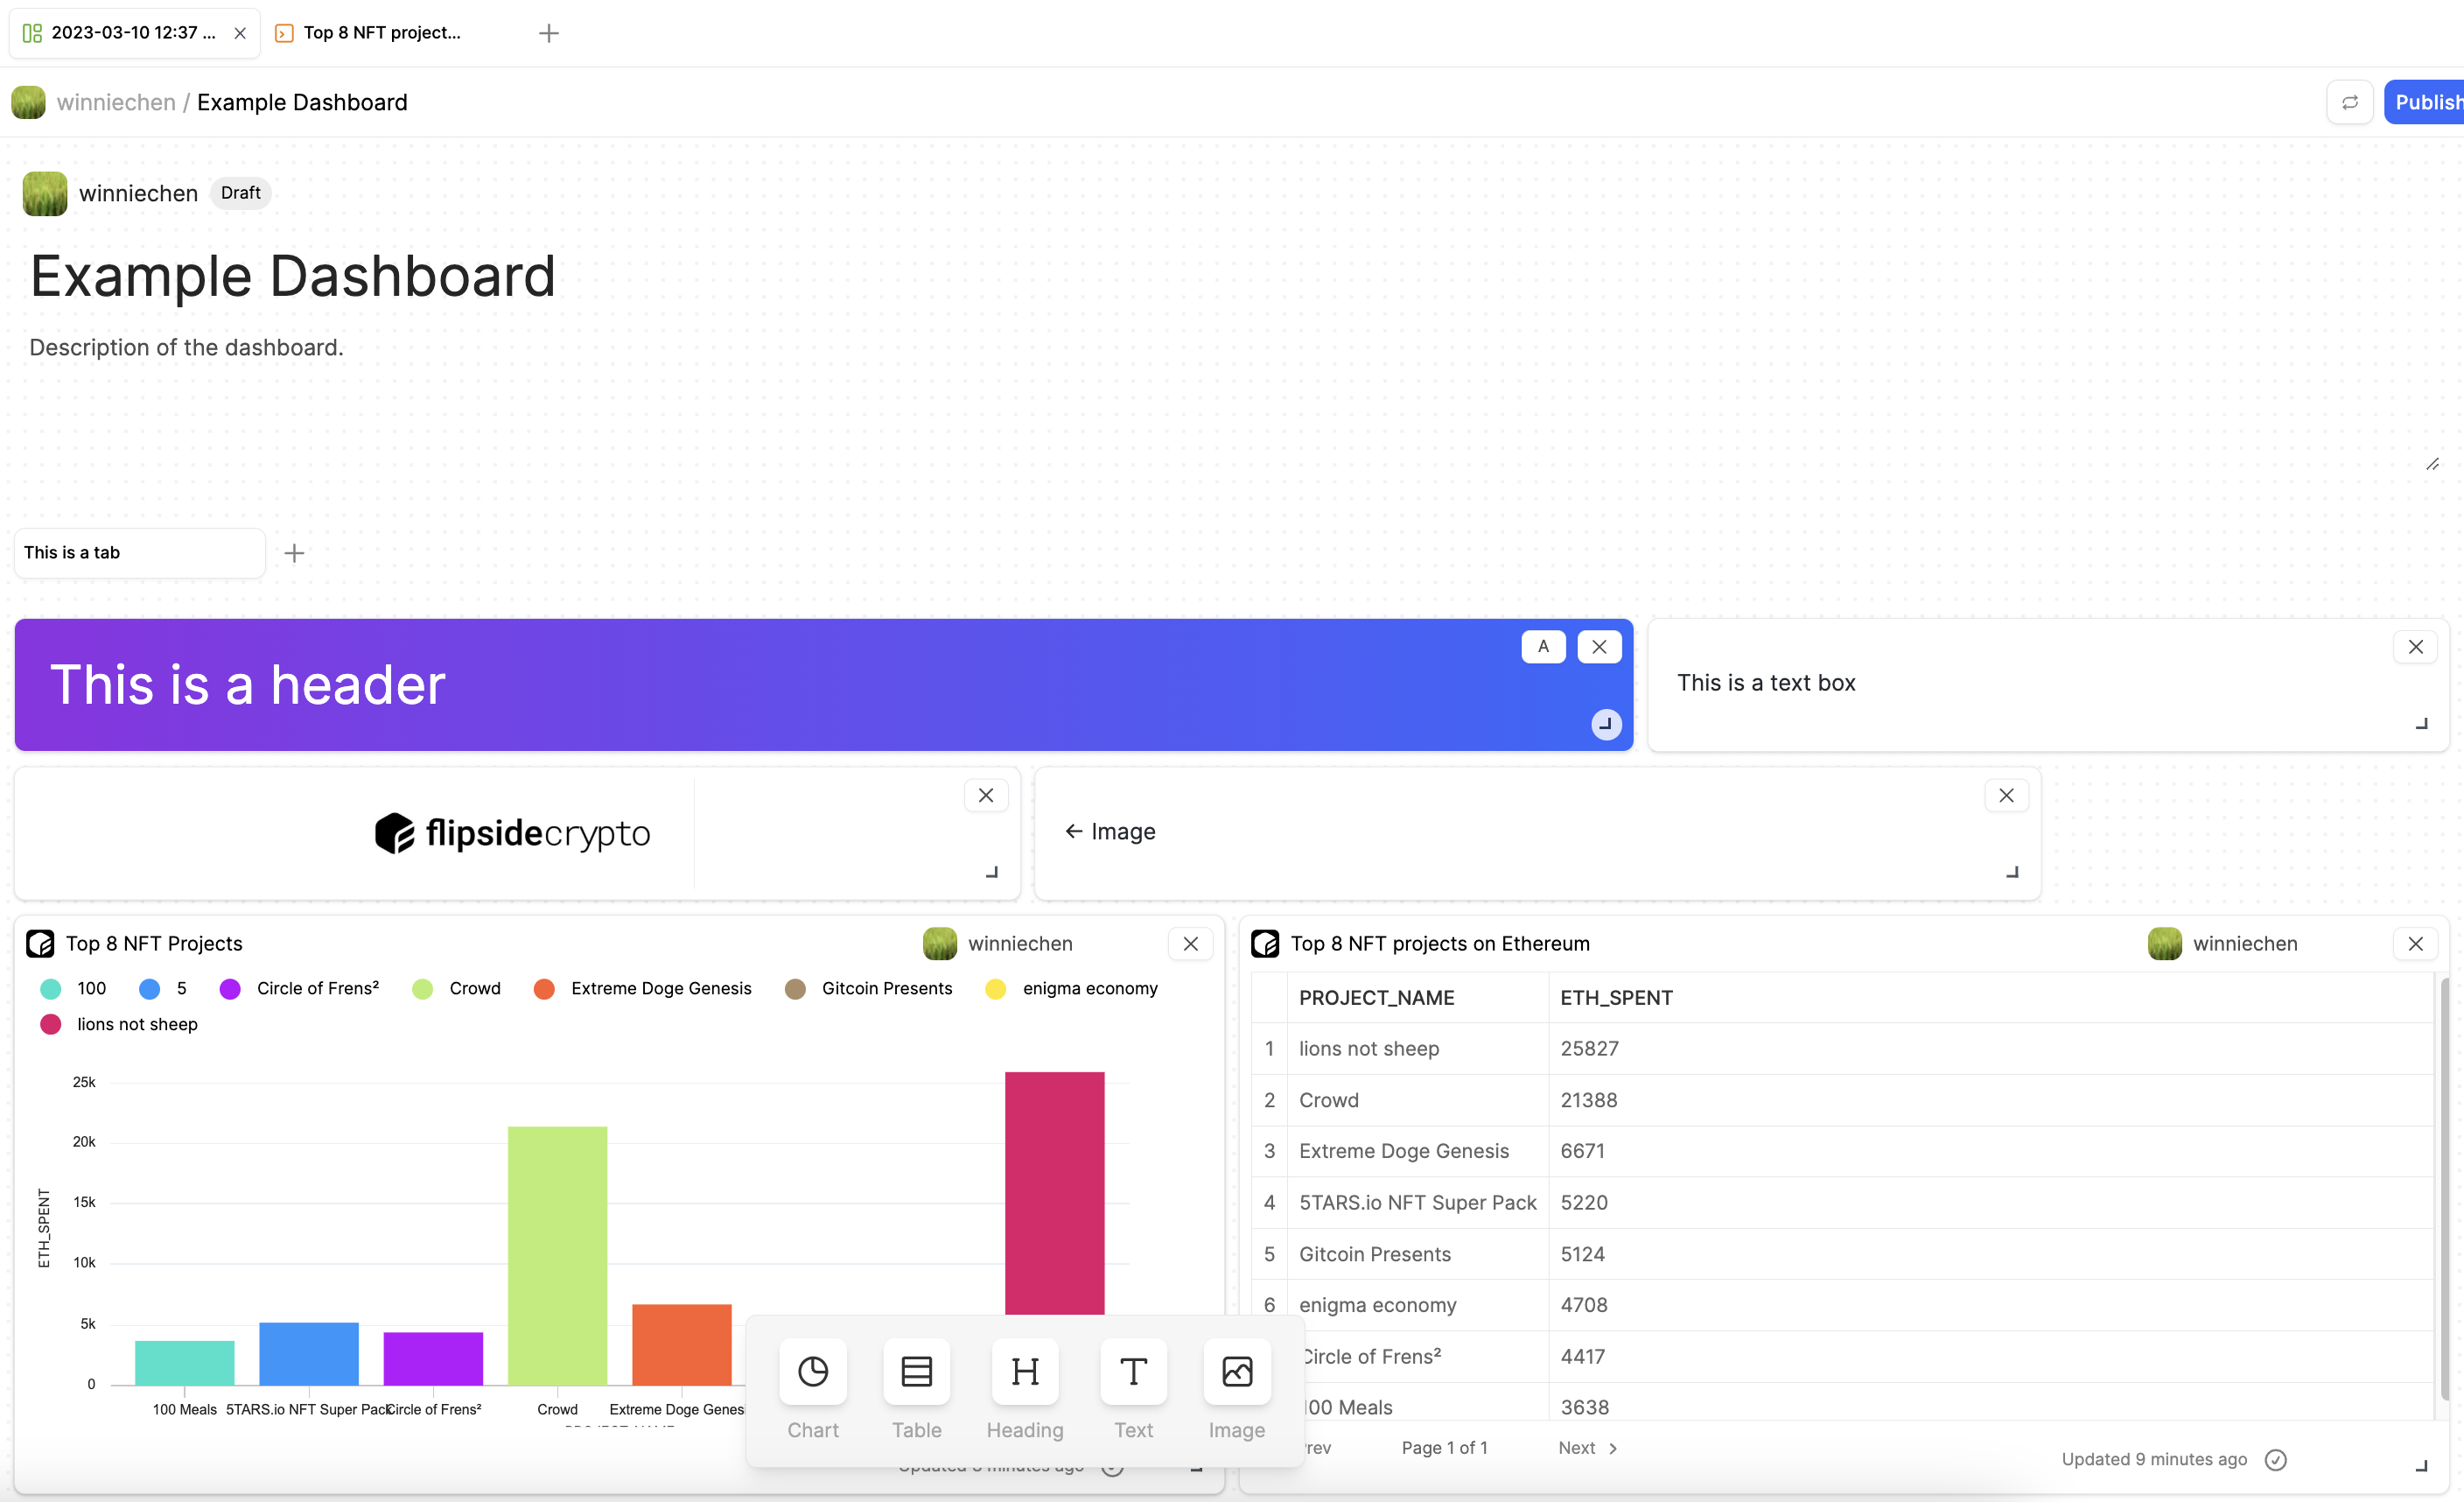 2023-03-10 12:37 ...
Top 8 NFT project...
winniechen / Example Dashboard
Publish
winniechen
Draft
Example Dashboard
Description of the dashboard.
This is a tab
This is a header
A
This is a text box
flipsidecrypto
← Image
Top 8 NFT Projects
winniechen
100
5
Circle of Frens²
Crowd
Extreme Doge Genesis
Gitcoin Presents
enigma economy
lions not sheep
ETH_SPENT
25k
20k
15k
10k
5k
0
100 Meals
5TARS.io NFT Super Pack
Circle of Frens²
Crowd
Extreme Doge Genes
Top 8 NFT projects on Ethereum
winniechen
PROJECT_NAME ETH_SPENT
1 lions not sheep 25827
2 Crowd 21388
3 Extreme Doge Genesis 6671
4 5TARS.io NFT Super Pack 5220
5 Gitcoin Presents 5124
6 enigma economy 4708
Circle of Frens² 4417
100 Meals 3638
rev
Page 1 of 1
Next
Updated 9 minutes ago
Chart
Table
Heading
Text
Image